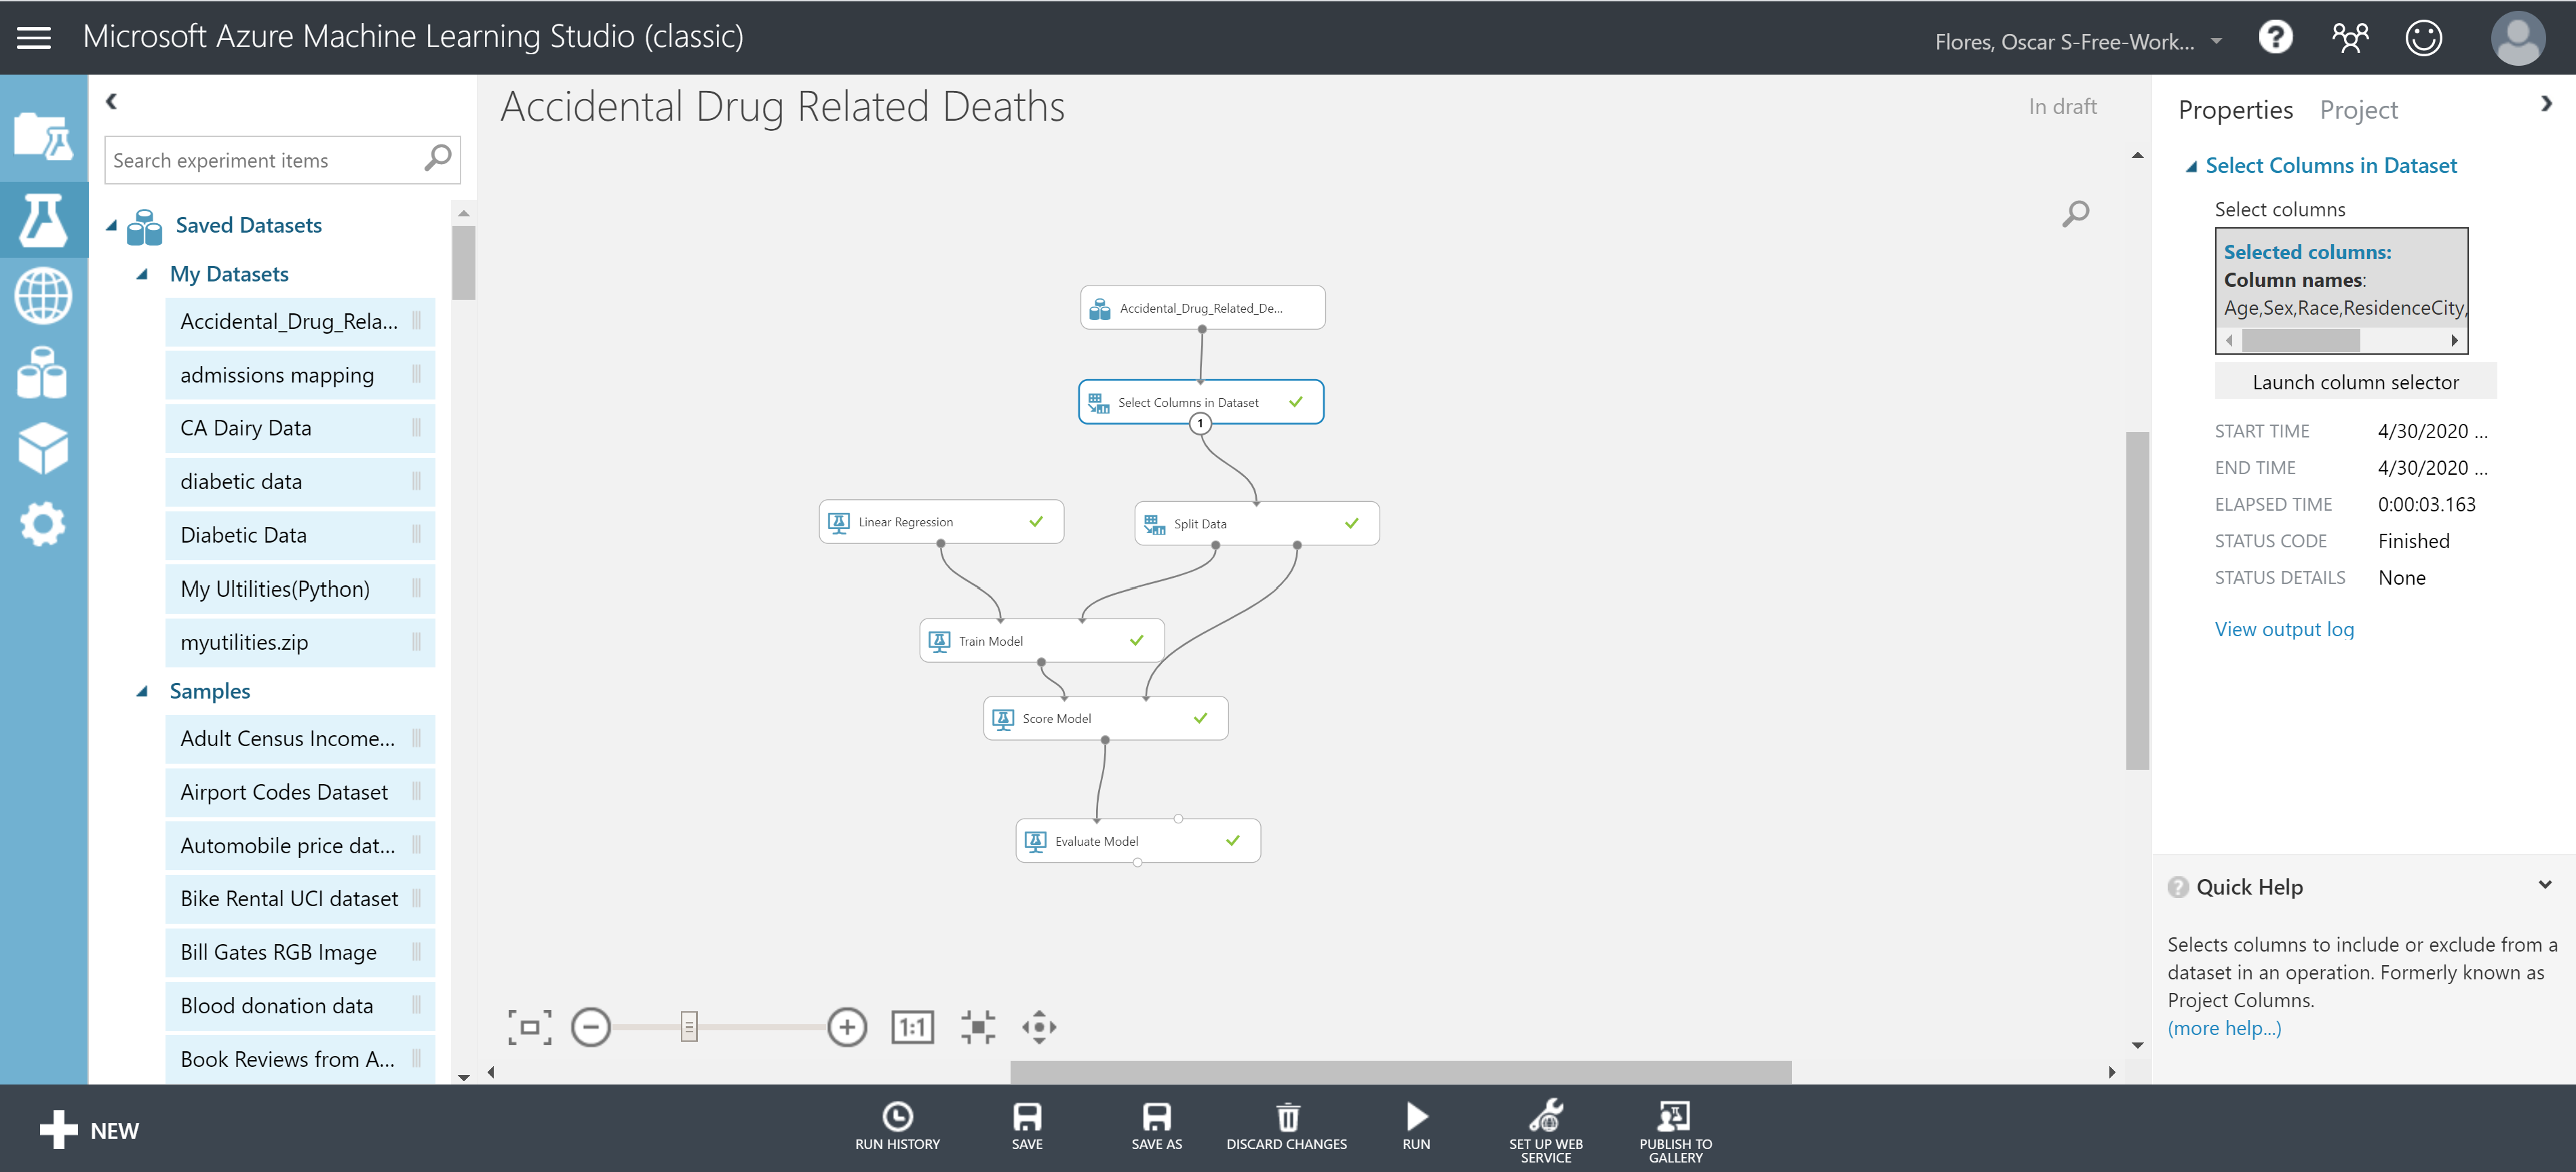 Microsoft Azure Machine Learning Studio (classic)
Flores, Oscar S-Free-Work...
?
Search experiment items
Saved Datasets
My Datasets
Accidental_Drug_Rela...
admissions mapping
CA Dairy Data
diabetic data
Diabetic Data
My Ultilities(Python)
myutilities.zip
Samples
Adult Census Income...
Airport Codes Dataset
Automobile price dat...
Bike Rental UCI dataset
Bill Gates RGB Image
Blood donation data
Book Reviews from A...
Accidental Drug Related Deaths
In draft
Accidental_Drug_Related_De...
Select Columns in Dataset
1
Linear Regression
Split Data
Train Model
Score Model
Evaluate Model
1:1
Properties
Project
Select Columns in Dataset
Select columns
Selected columns:
Column names:
Age,Sex,Race,ResidenceCity,
Launch column selector
START TIME 4/30/2020 ...
END TIME 4/30/2020 ...
ELAPSED TIME 0:00:03.163
STATUS CODE Finished
STATUS DETAILS None
View output log
? Quick Help
Selects columns to include or exclude from a
dataset in an operation. Formerly known as
Project Columns.
(more help...)
NEW
RUN HISTORY
SAVE
SAVE AS
DISCARD CHANGES
RUN
SET UP WEB
SERVICE
PUBLISH TO
GALLERY